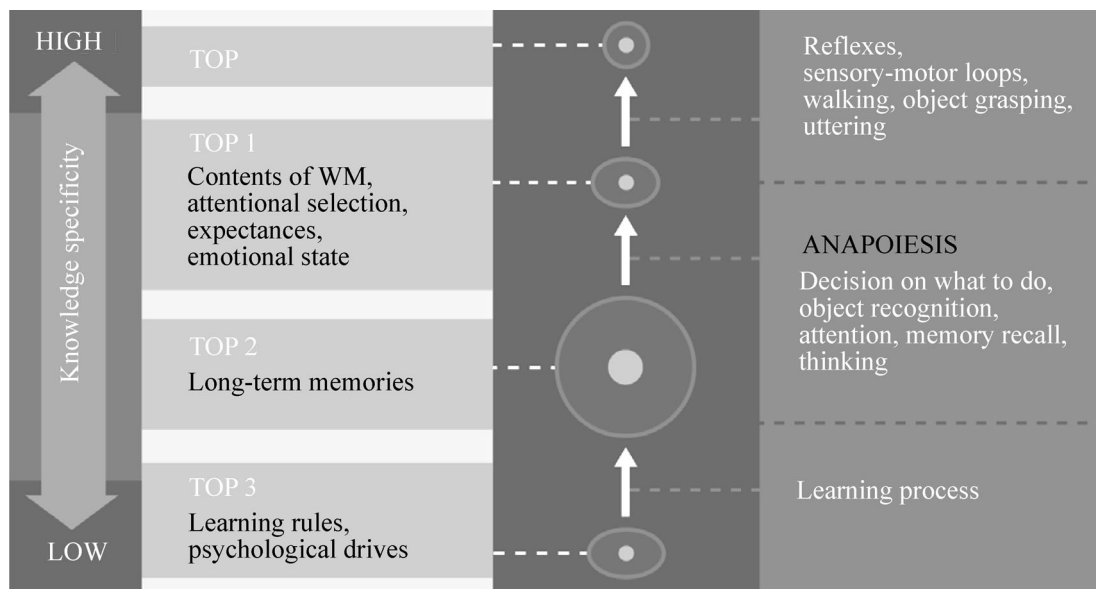 HIGH
Knowledge specificity
LOW
TOP
TOP 1
Contents of WM,
attentional selection,
expectances,
emotional state
TOP 2
Long-term memories
TOP 3
Learning rules,
psychological drives
Reflexes,
sensory-motor loops,
walking, object grasping,
uttering
ANAPOIESIS
Decision on what to do,
object recognition,
attention, memory recall,
thinking
Learning process